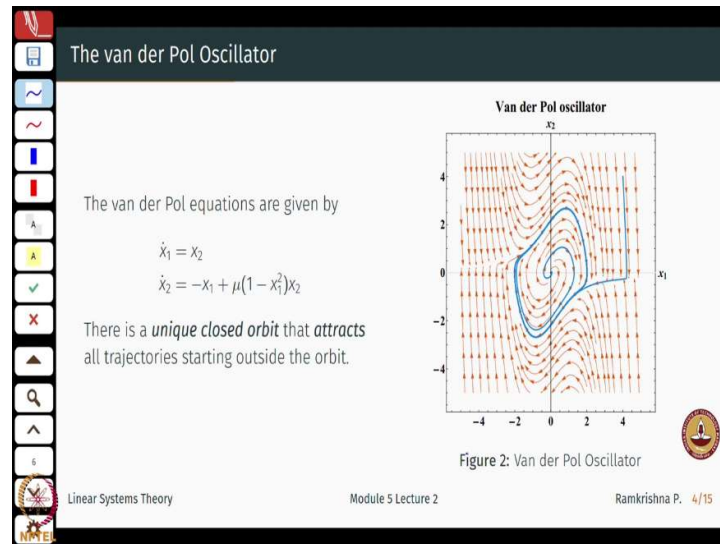 The van der Pol Oscillator
The van der Pol equations are given by
ẋ₁ = x₂
ẋ₂ = −x₁ + μ(1 − x₁²)x₂
There is a unique closed orbit that attracts
all trajectories starting outside the orbit.
Van der Pol oscillator
x₂
4
2
0
−2
−4
x₁
−4 −2 0 2 4
Figure 2: Van der Pol Oscillator
A
A
6
Linear Systems Theory Module 5 Lecture 2 Ramkrishna P. 4/15
NPTEL